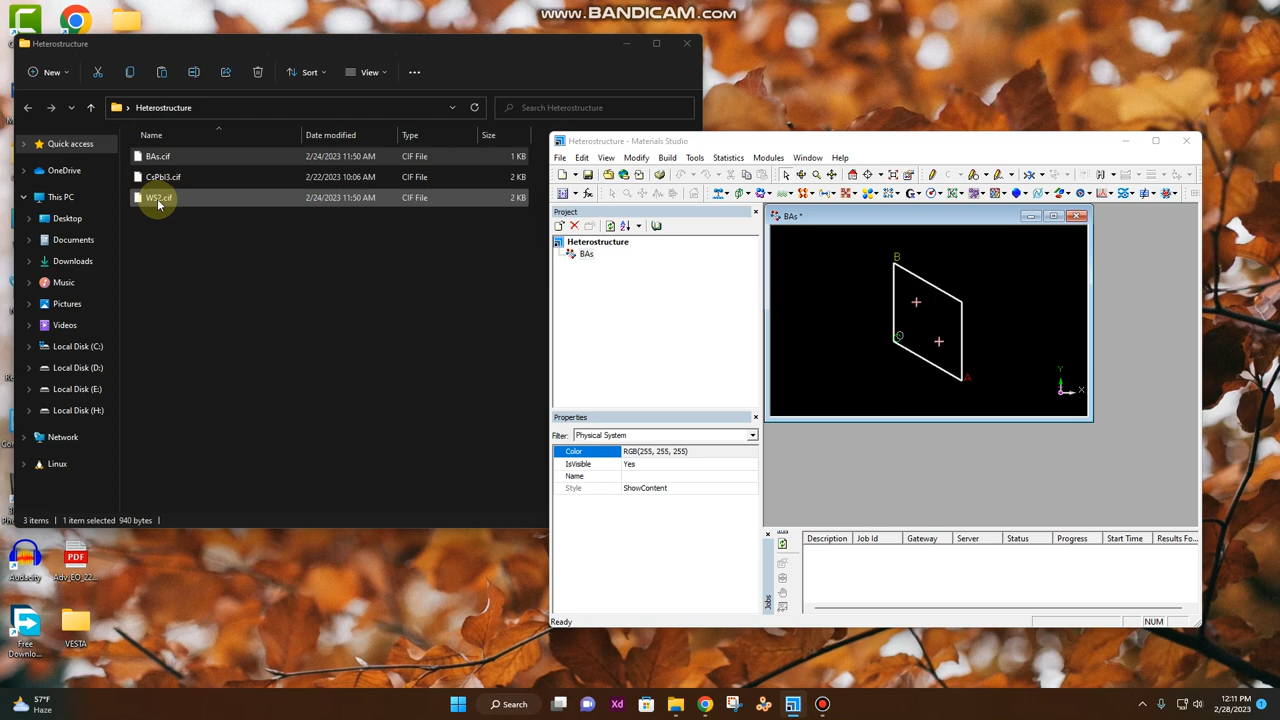 www.BANDICAM.com
Heterostructure
New
Sort
View
Heterostructure
Search Heterostructure
Name
Date modified
Type
Size
Quick access
OneDrive
This PC
Desktop
Documents
Downloads
Music
Pictures
Videos
Local Disk (C:)
Local Disk (D:)
Local Disk (E:)
Local Disk (H:)
Network
Linux
BAs.cif 2/24/2023 11:50 AM CIF File 1 KB
CsPbI3.cif 2/22/2023 10:06 AM CIF File 2 KB
WS2.cif 2/24/2023 11:50 AM CIF File 2 KB
3 items 1 item selected 940 bytes
Heterostructure - Materials Studio
File Edit View Modify Build Tools Statistics Modules Window Help
Project
Heterostructure
BAs
BAs *
B
O
A
Y
X
Properties
Filter: Physical System
Color RGB(255, 255, 255)
IsVisible Yes
Name
Style ShowContent
Description Job Id Gateway Server Status Progress Start Time Results Fo...
Jobs
Ready
NUM
Audacity
PDF
Adv_EO_22...
Free
Downlo...
VESTA
57°F
Haze
Search
Xd
12:11 PM
2/28/2023
1